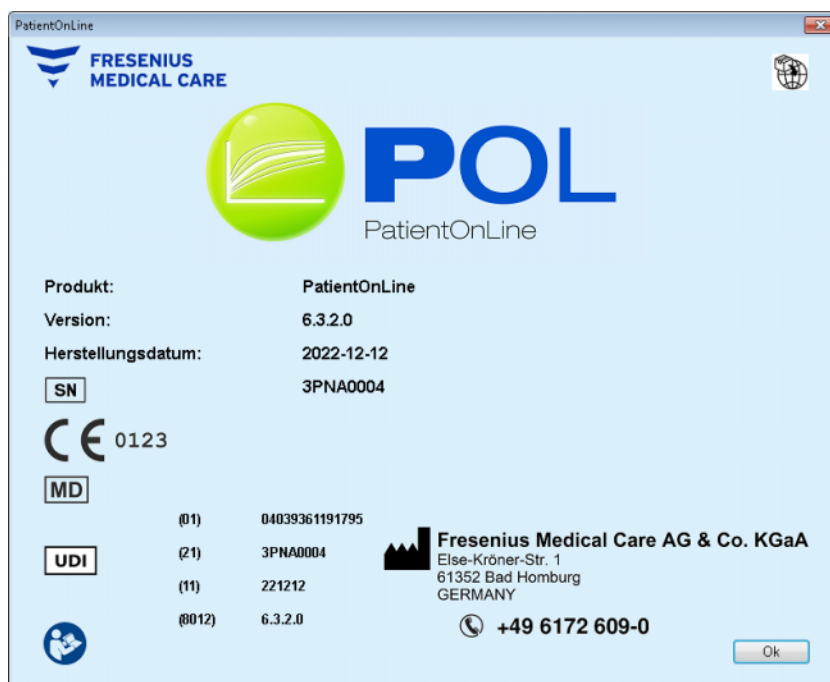 PatientOnLine
FRESENIUS
MEDICAL CARE
POL
PatientOnLine
Produkt: PatientOnLine
Version: 6.3.2.0
Herstellungsdatum: 2022-12-12
SN 3PNA0004
CE 0123
MD
(01) 04039361191795
UDI (21) 3PNA0004
(11) 221212
(8012) 6.3.2.0
Fresenius Medical Care AG & Co. KGaA
Else-Kröner-Str. 1
61352 Bad Homburg
GERMANY
+49 6172 609-0
Ok